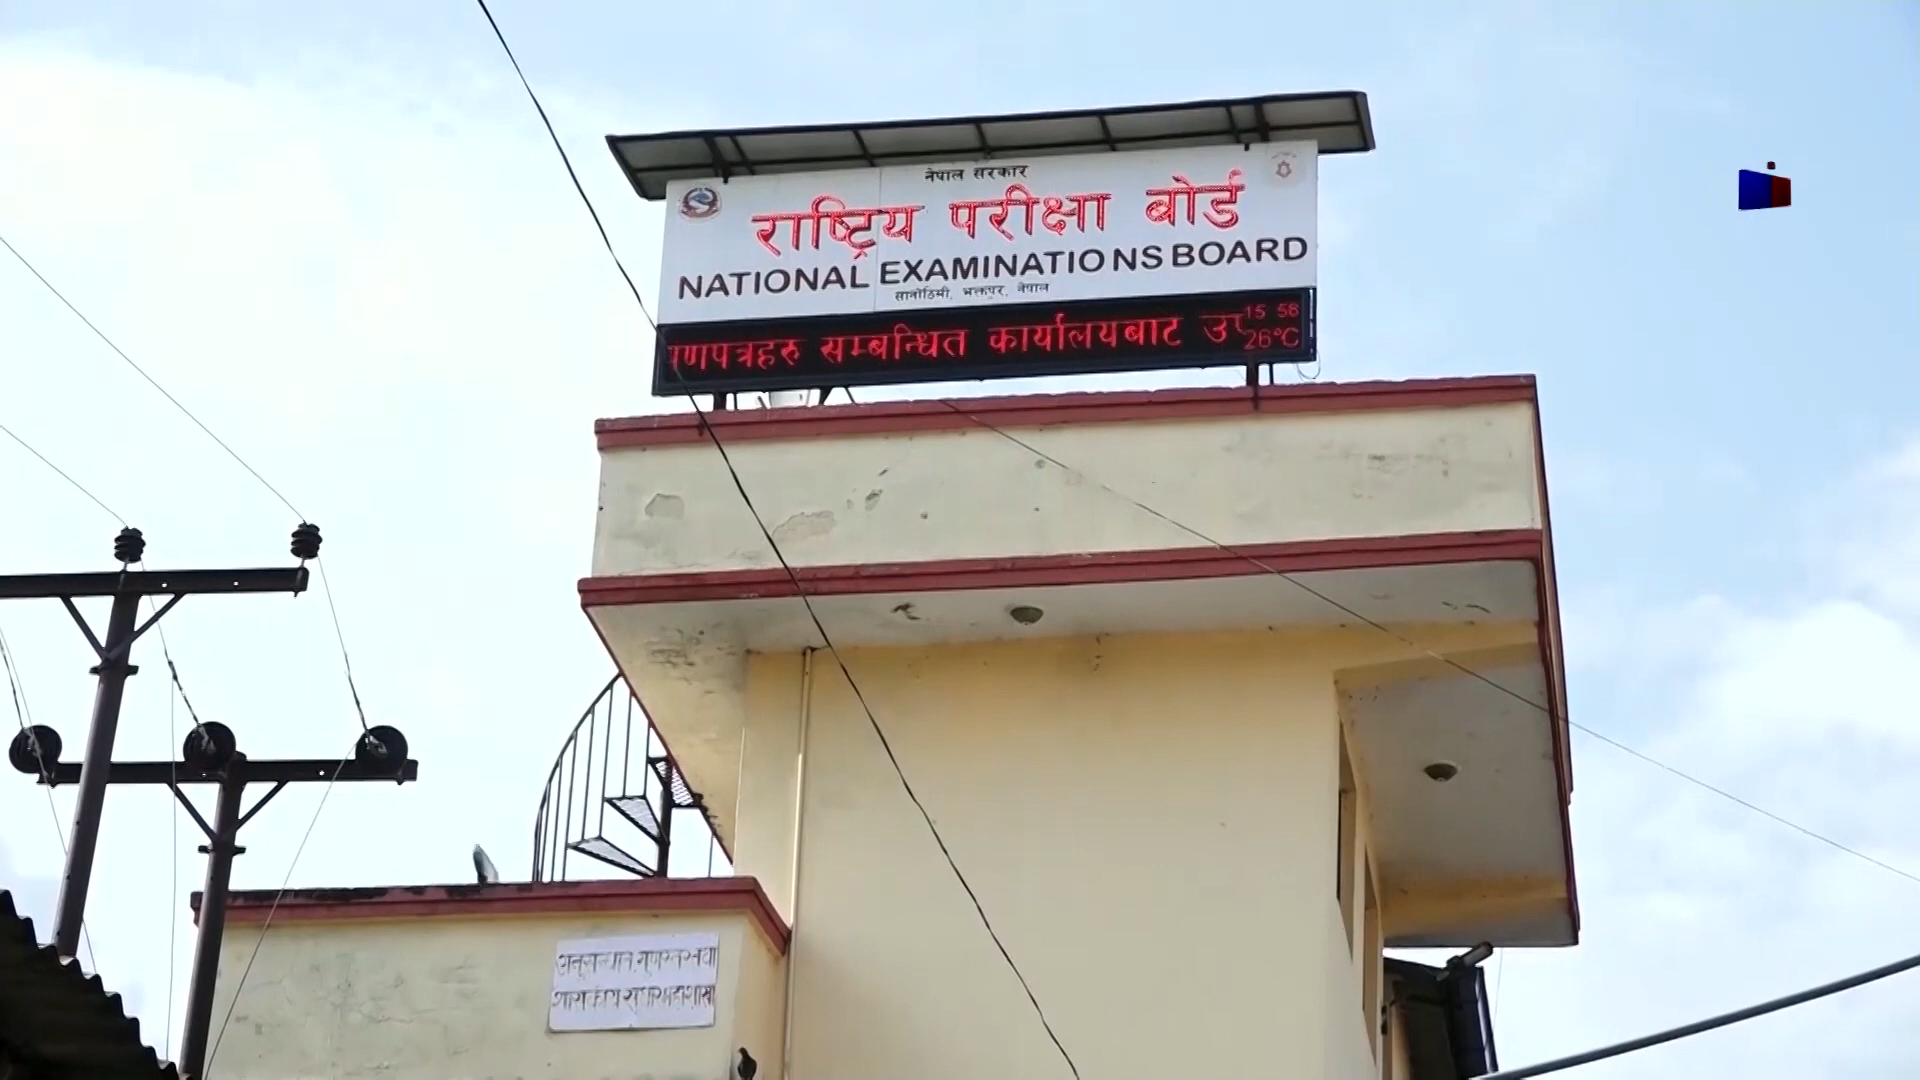 नेपाल सरकार
राष्ट्रिय परीक्षा बोर्ड
NATIONAL EXAMINATIONS BOARD
सानोठिमी, भक्तपुर, नेपाल
णपत्रहरु सम्बन्धित कार्यालयबाट
15 58
26°C